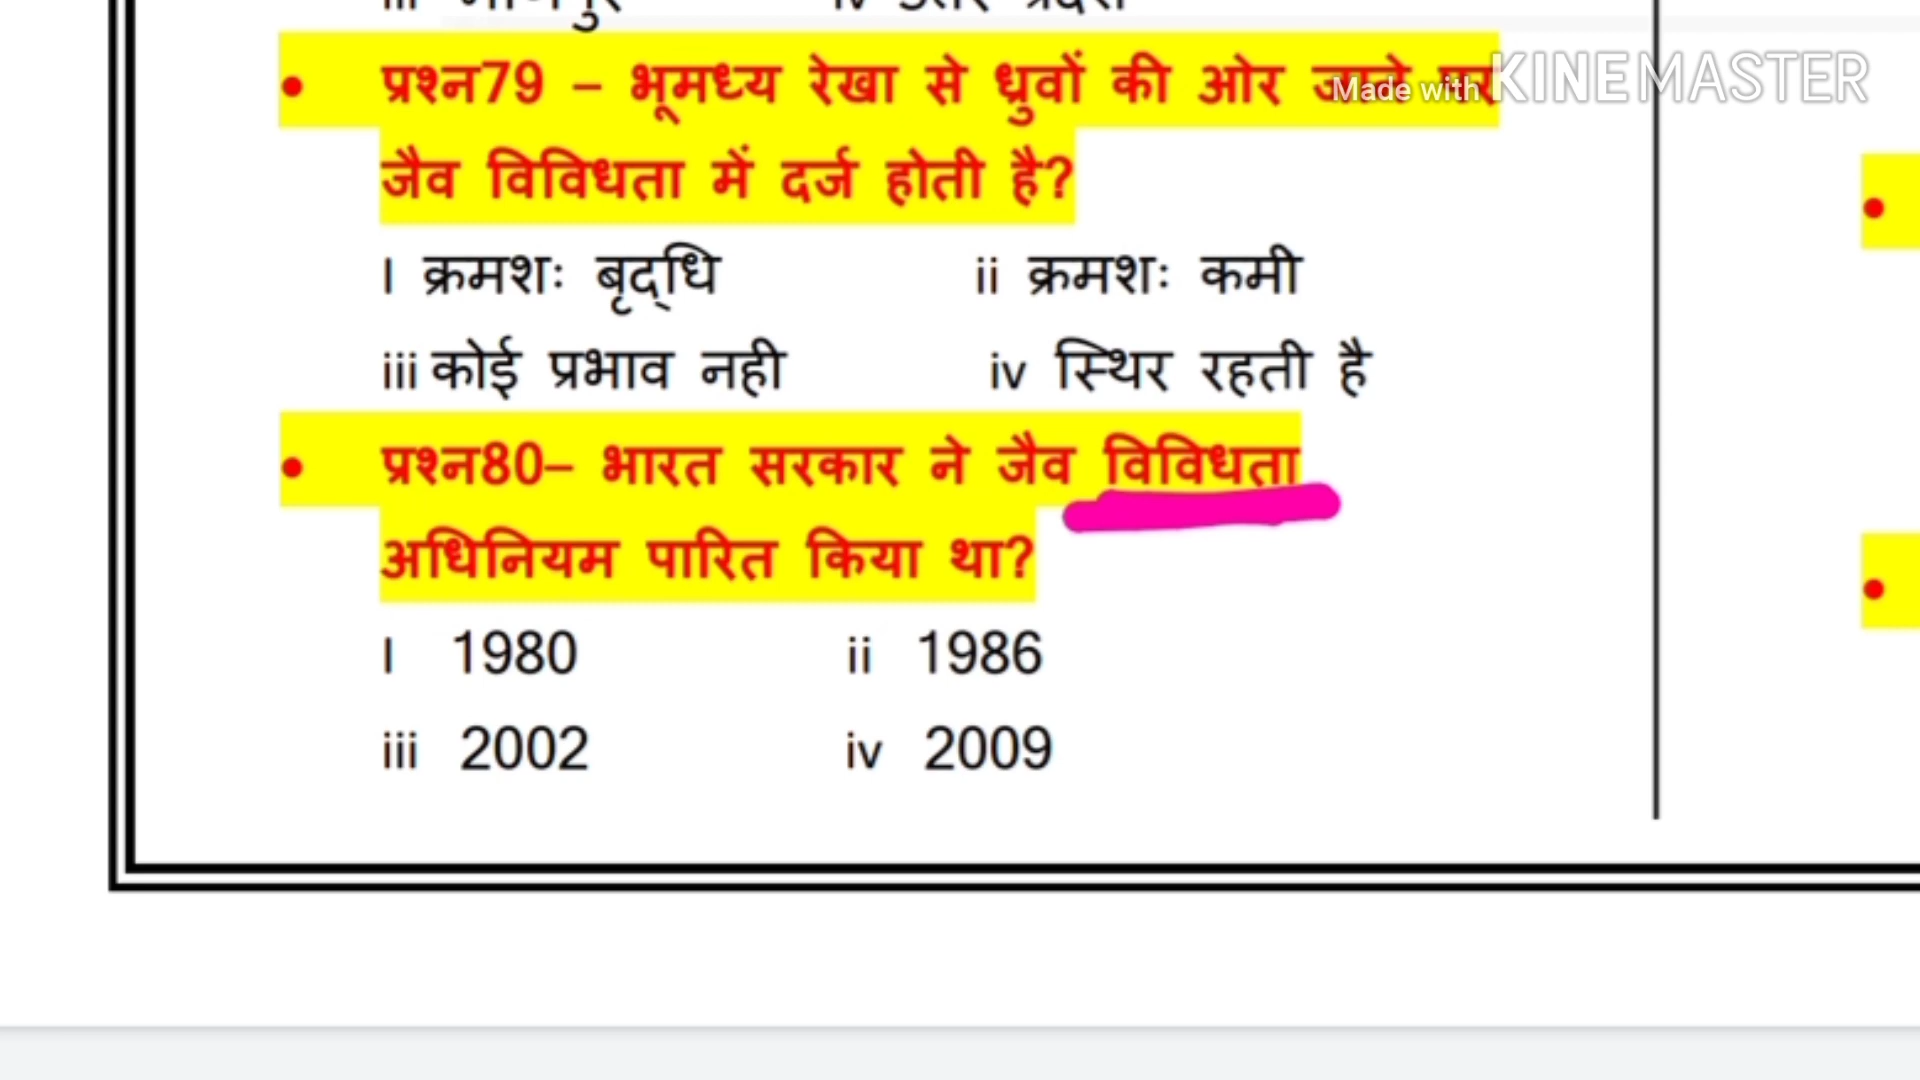 प्रश्न79 – भूमध्य रेखा से ध्रुवों की ओर जाने पर
Made with KINEMASTER
जैव विविधता में दर्ज होती है?
I क्रमशः बृद्धि ii क्रमशः कमी
iii कोई प्रभाव नही iv स्थिर रहती है
प्रश्न80– भारत सरकार ने जैव विविधता
अधिनियम पारित किया था?
I 1980 ii 1986
iii 2002 iv 2009